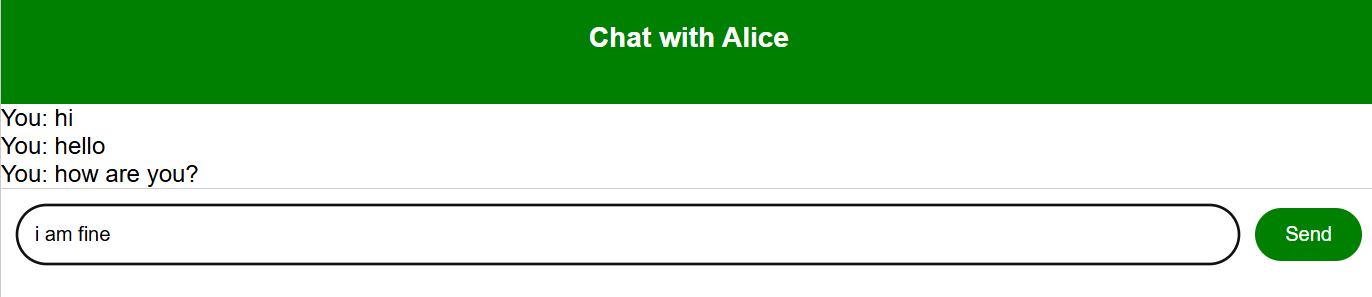 Chat with Alice
You: hi
You: hello
You: how are you?
i am fine
Send